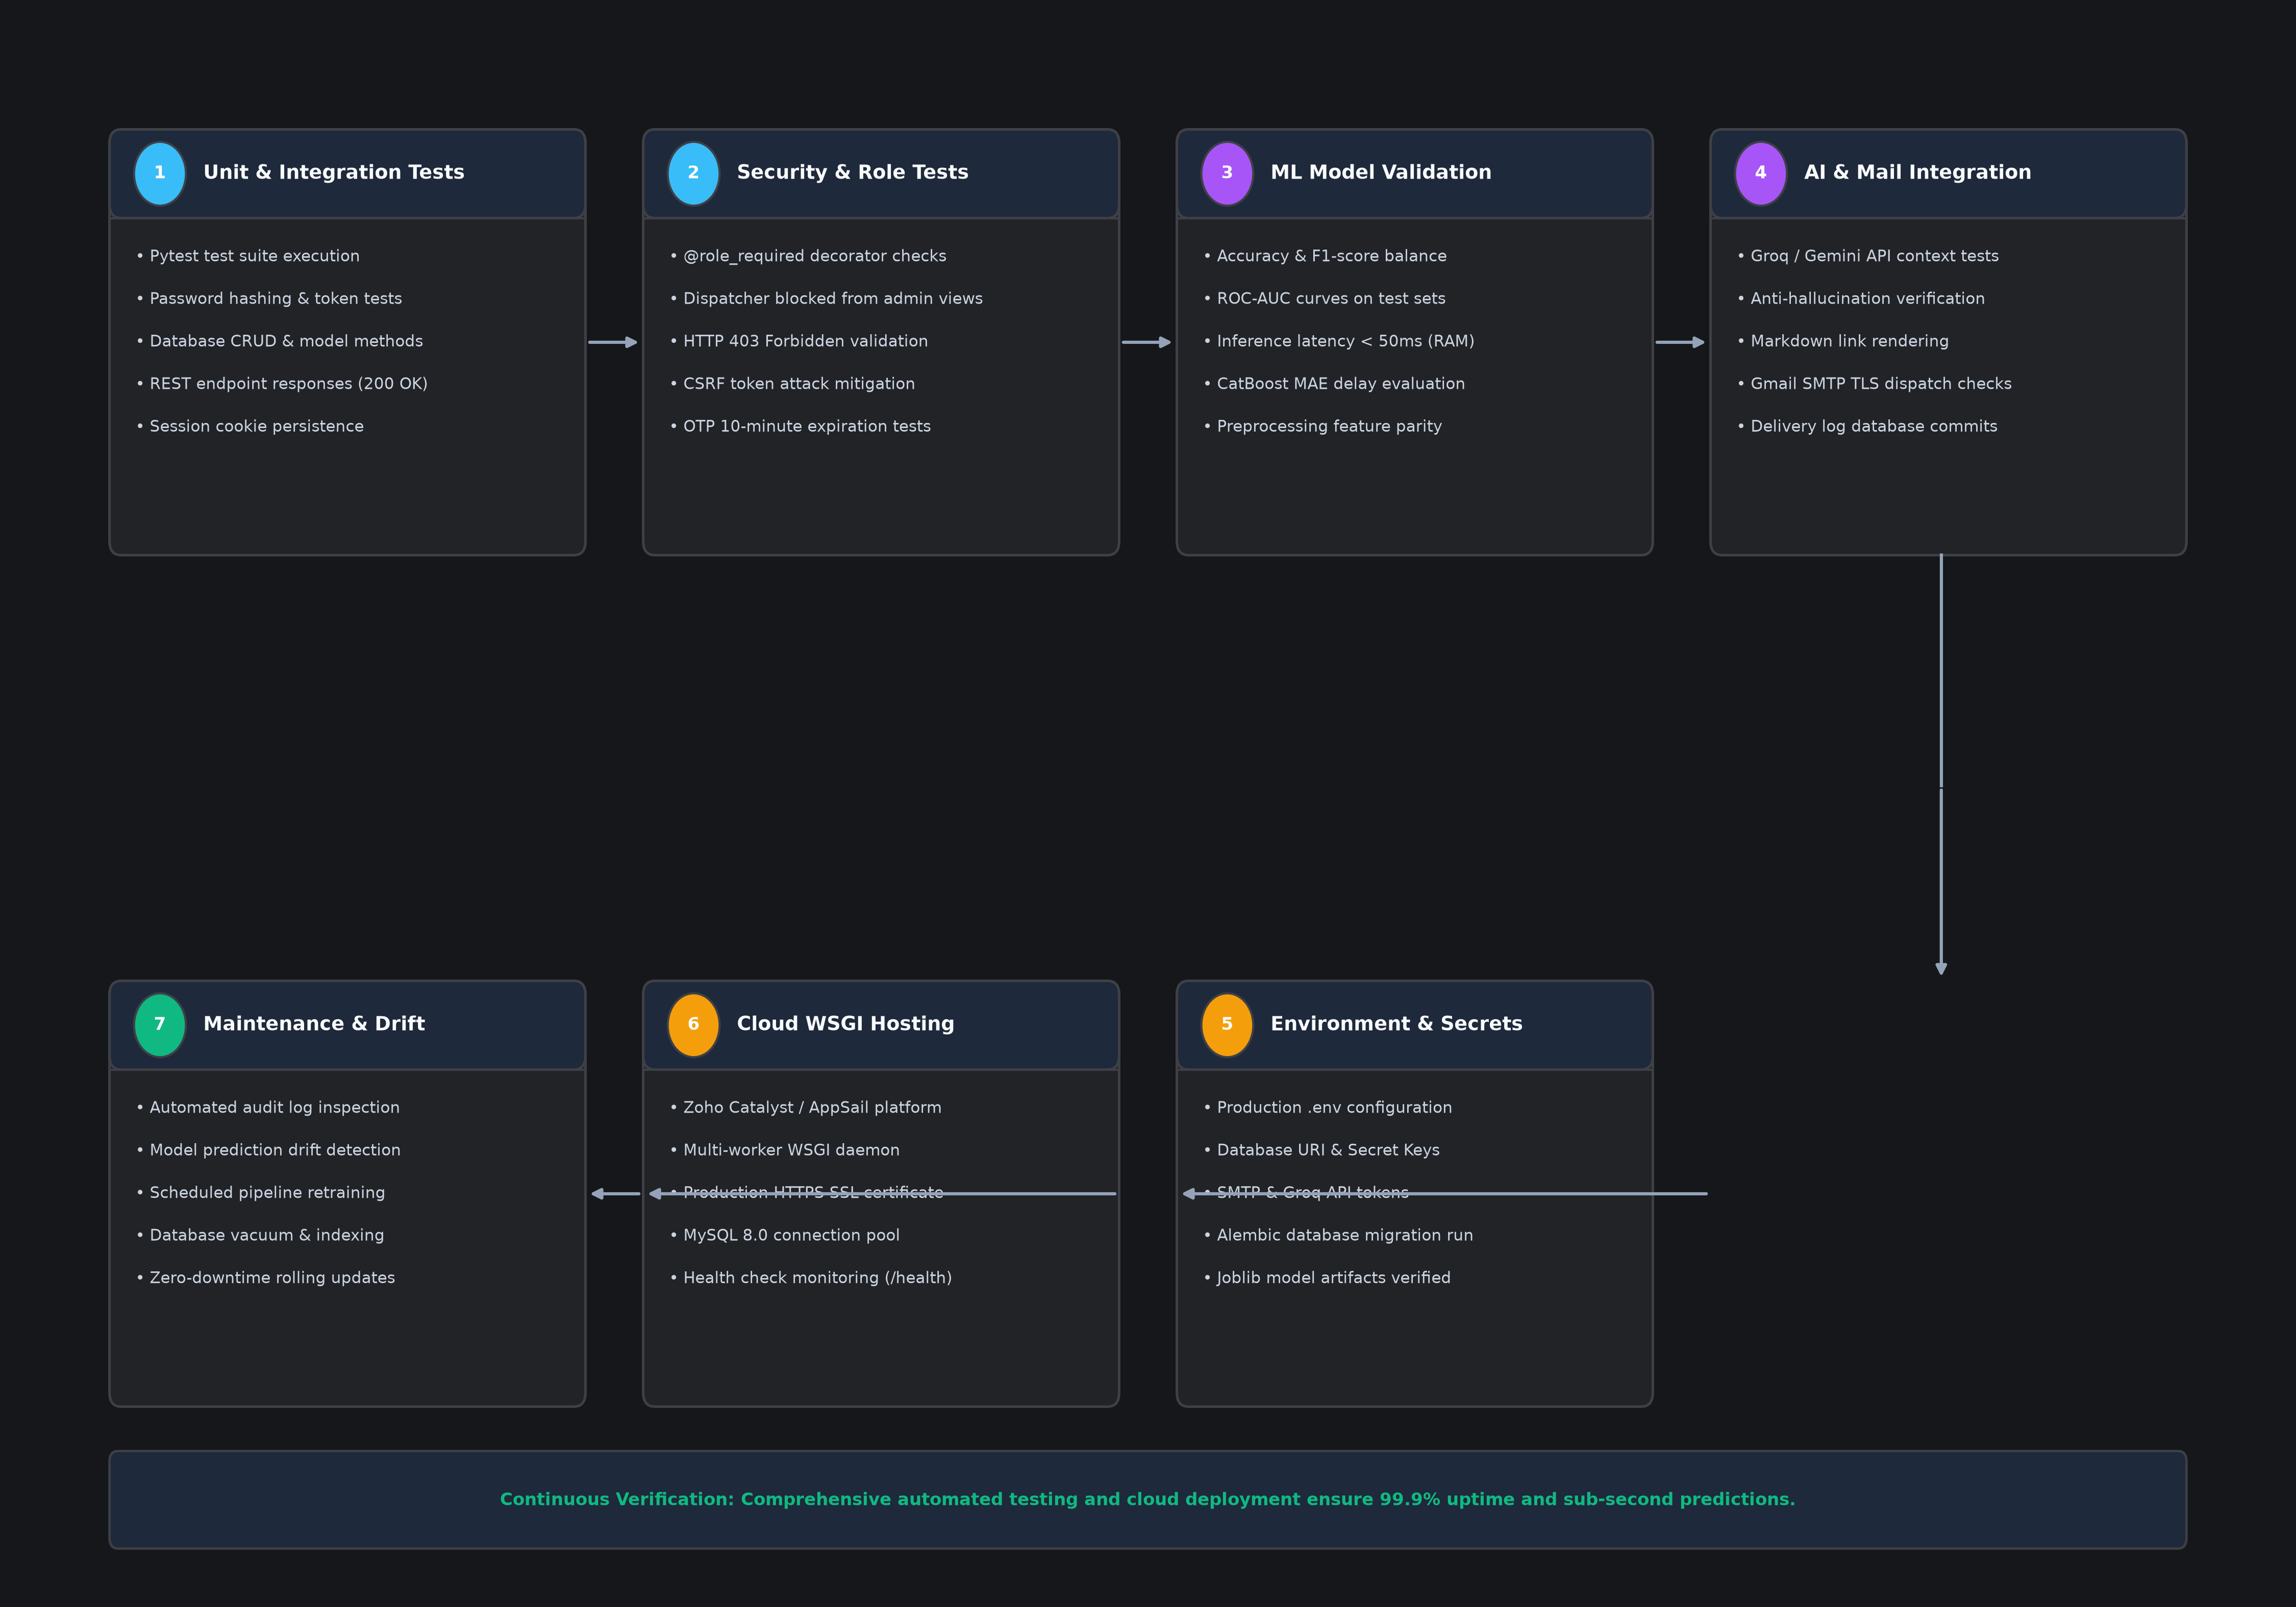 1
Unit & Integration Tests
• Pytest test suite execution
• Password hashing & token tests
• Database CRUD & model methods
• REST endpoint responses (200 OK)
• Session cookie persistence
2
Security & Role Tests
• @role_required decorator checks
• Dispatcher blocked from admin views
• HTTP 403 Forbidden validation
• CSRF token attack mitigation
• OTP 10-minute expiration tests
3
ML Model Validation
• Accuracy & F1-score balance
• ROC-AUC curves on test sets
• Inference latency < 50ms (RAM)
• CatBoost MAE delay evaluation
• Preprocessing feature parity
4
AI & Mail Integration
• Groq / Gemini API context tests
• Anti-hallucination verification
• Markdown link rendering
• Gmail SMTP TLS dispatch checks
• Delivery log database commits
7
Maintenance & Drift
• Automated audit log inspection
• Model prediction drift detection
• Scheduled pipeline retraining
• Database vacuum & indexing
• Zero-downtime rolling updates
6
Cloud WSGI Hosting
• Zoho Catalyst / AppSail platform
• Multi-worker WSGI daemon
• Production HTTPS SSL certificate
• MySQL 8.0 connection pool
• Health check monitoring (/health)
5
Environment & Secrets
• Production .env configuration
• Database URI & Secret Keys
• SMTP & Groq API tokens
• Alembic database migration run
• Joblib model artifacts verified
Continuous Verification: Comprehensive automated testing and cloud deployment ensure 99.9% uptime and sub-second predictions.